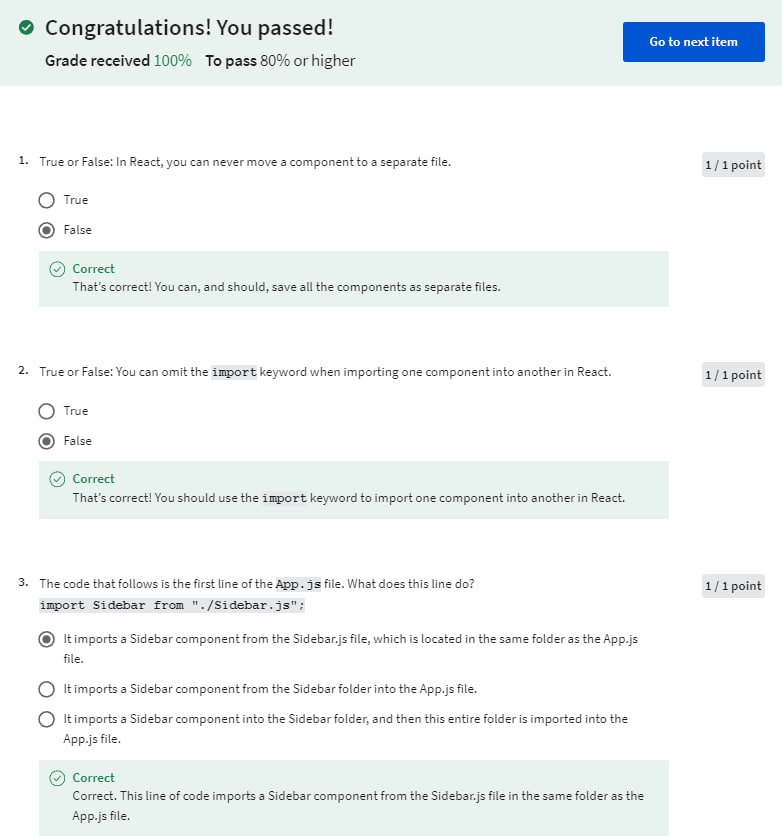 Congratulations! You passed!
Go to next item
Grade received 100% To pass 80% or higher
1. True or False: In React, you can never move a component to a separate file.
1 / 1 point
True
False
Correct
That's correct! You can, and should, save all the components as separate files.
2. True or False: You can omit the import keyword when importing one component into another in React.
1 / 1 point
True
False
Correct
That's correct! You should use the import keyword to import one component into another in React.
3. The code that follows is the first line of the App.js file. What does this line do?
1 / 1 point
import Sidebar from "./Sidebar.js";
It imports a Sidebar component from the Sidebar.js file, which is located in the same folder as the App.js
file.
It imports a Sidebar component from the Sidebar folder into the App.js file.
It imports a Sidebar component into the Sidebar folder, and then this entire folder is imported into the
App.js file.
Correct
Correct. This line of code imports a Sidebar component from the Sidebar.js file in the same folder as the
App.js file.